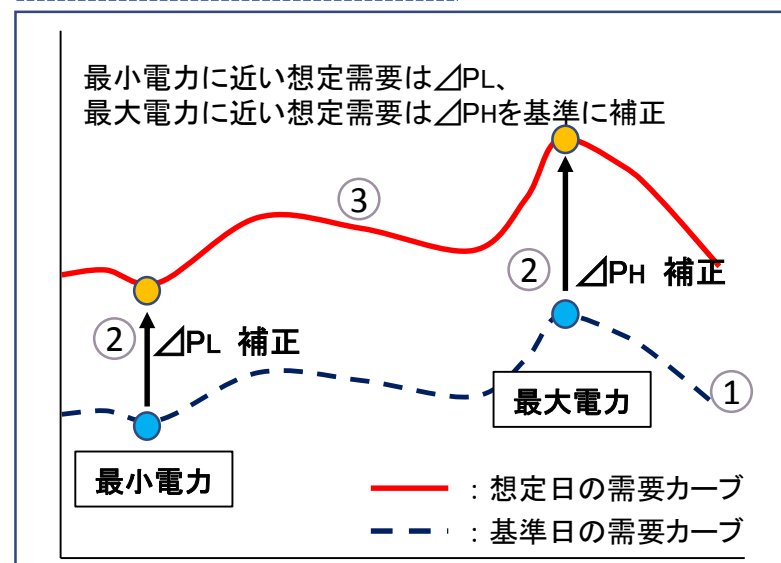 最小電力に近い想定需要は⊿PL、
最大電力に近い想定需要は⊿PHを基準に補正
③
②
⊿PH 補正
②
⊿PL 補正
①
最大電力
最小電力
：想定日の需要カーブ
：基準日の需要カーブ